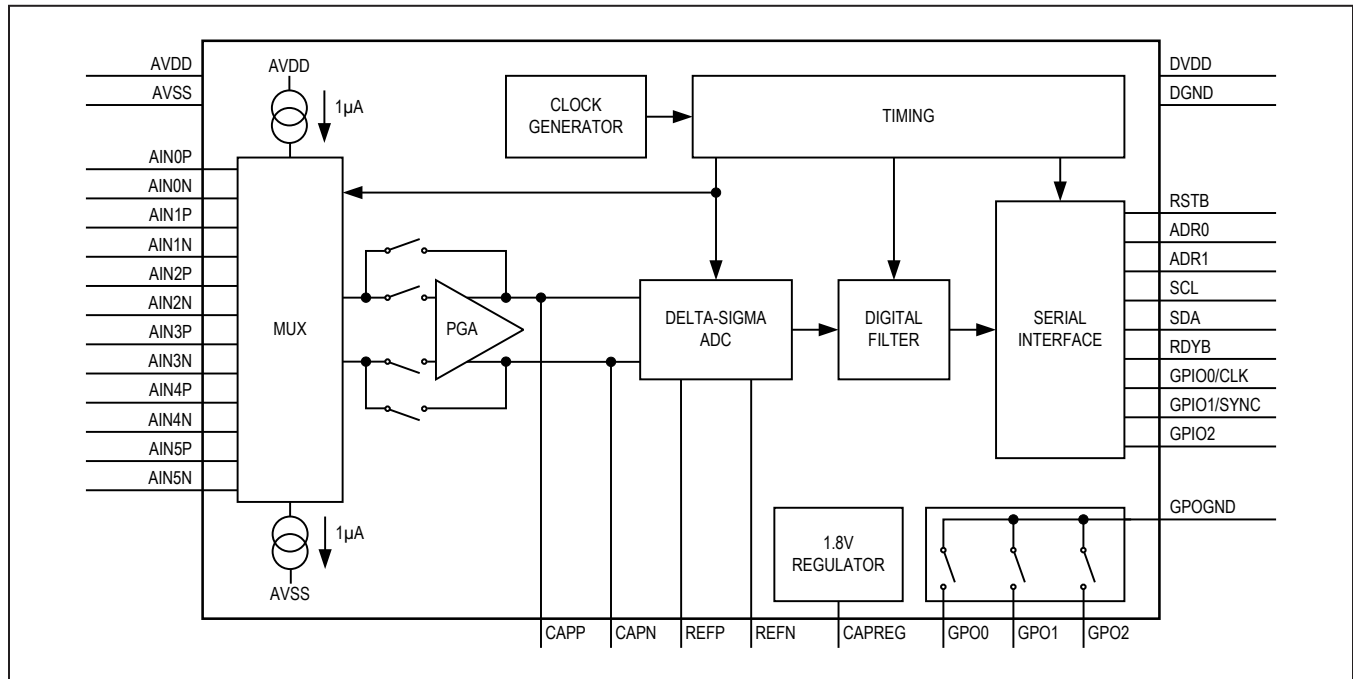 AVDD
AVSS
AIN0P
AIN0N
AIN1P
AIN1N
AIN2P
AIN2N
AIN3P
AIN3N
AIN4P
AIN4N
AIN5P
AIN5N
AVDD
1µA
MUX
1µA
AVSS
CLOCK
GENERATOR
TIMING
PGA
DELTA-SIGMA
ADC
DIGITAL
FILTER
SERIAL
INTERFACE
1.8V
REGULATOR
DVDD
DGND
RSTB
ADR0
ADR1
SCL
SDA
RDYB
GPIO0/CLK
GPIO1/SYNC
GPIO2
GPOGND
CAPP
CAPN
REFP
REFN
CAPREG
GPO0
GPO1
GPO2